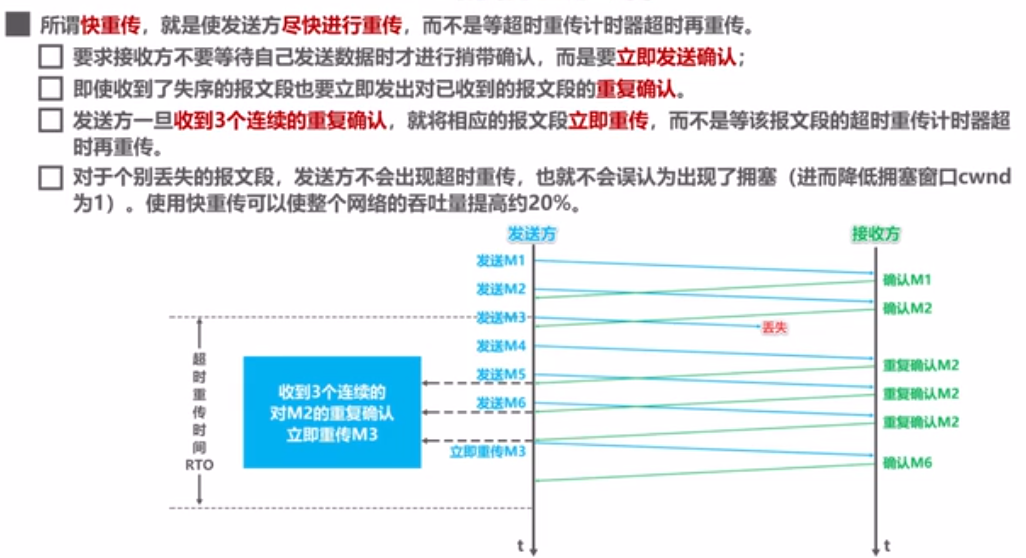 所谓快重传，就是使发送方尽快进行重传，而不是等超时重传计时器超时再重传。
要求接收方不要等待自己发送数据时才进行捎带确认，而是要立即发送确认；
即使收到了失序的报文段也要立即发出对已收到的报文段的重复确认。
发送方一旦收到3个连续的重复确认，就将相应的报文段立即重传，而不是等该报文段的超时重传计时器超
时再重传。
对于个别丢失的报文段，发送方不会出现超时重传，也就不会误认为出现了拥塞（进而降低拥塞窗口cwnd
为1）。使用快重传可以使整个网络的吞吐量提高约20%。
发送方
接收方
发送M1
确认M1
发送M2
确认M2
发送M3
丢失
发送M4
重复确认M2
发送M5
重复确认M2
发送M6
重复确认M2
立即重传M3
确认M6
超
时
重
传
时
间
RTO
收到3个连续的
对M2的重复确认
立即重传M3
t
t